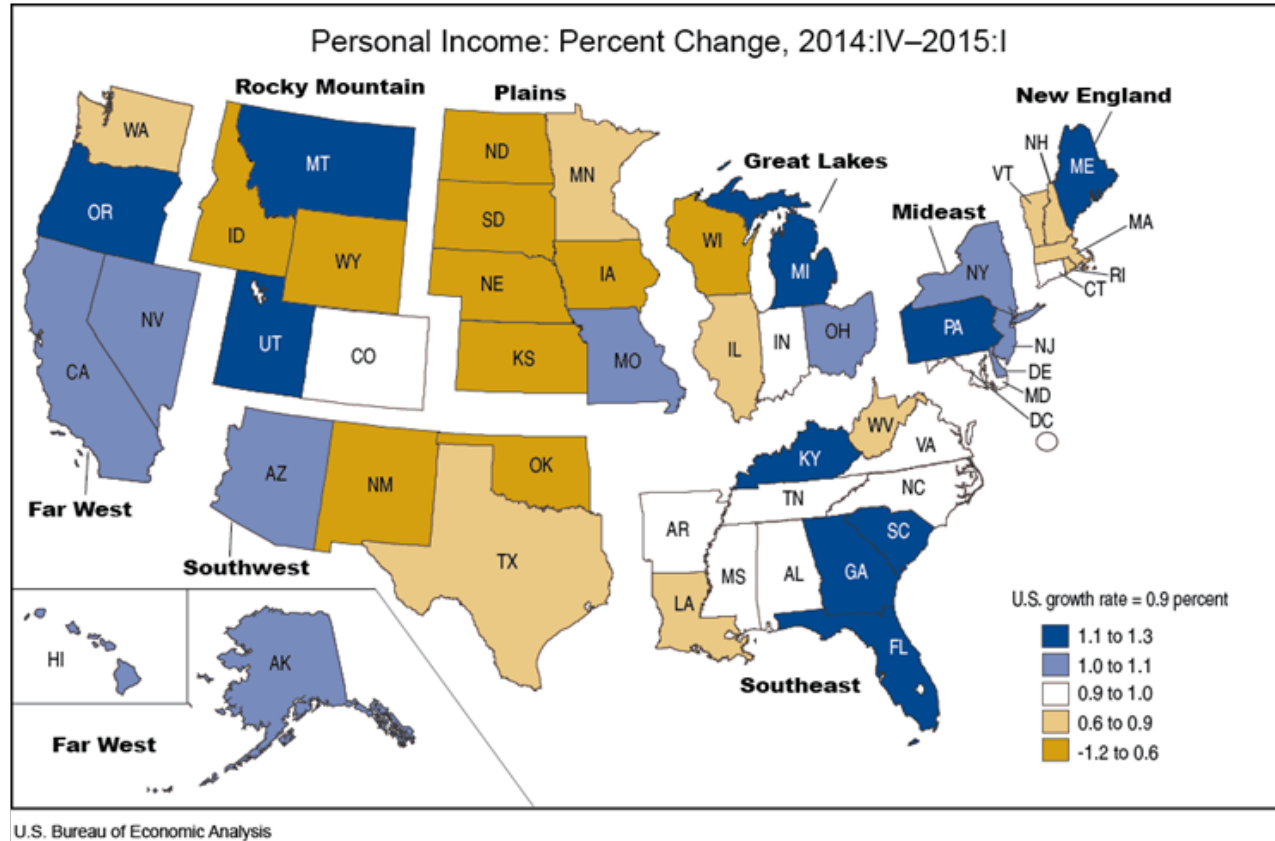 Personal Income: Percent Change, 2014:IV–2015:I
Rocky Mountain
Plains
New England
Great Lakes
Mideast
WA
OR
CA
NV
MT
ID
WY
UT
CO
ND
SD
NE
KS
MN
IA
MO
WI
MI
IL
IN
OH
NH
VT
ME
MA
RI
CT
NY
PA
NJ
DE
MD
DC
Far West
AZ
NM
OK
TX
Southwest
WV
VA
KY
TN
NC
AR
SC
MS
AL
GA
LA
FL
Southeast
HI
AK
Far West
U.S. growth rate = 0.9 percent
1.1 to 1.3
1.0 to 1.1
0.9 to 1.0
0.6 to 0.9
-1.2 to 0.6
U.S. Bureau of Economic Analysis